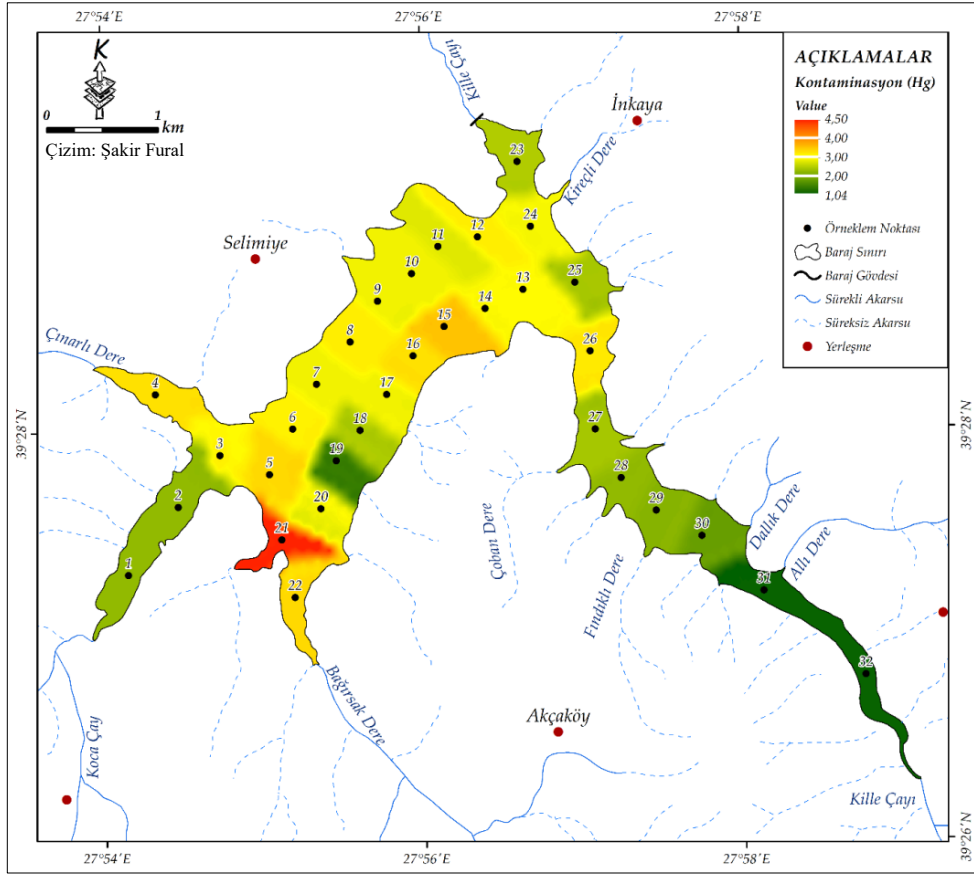 27°54′E 27°56′E 27°58′E
K
0 1
km
Çizim: Şakir Fural
AÇIKLAMALAR
Kontaminasyon (Hg)
Value
4,50
4,00
3,00
2,00
1,04
Örneklem Noktası
Baraj Sınırı
Baraj Gövdesi
Sürekli Akarsu
Süreksiz Akarsu
Yerleşme
Kille Çayı
İnkaya
Kireçli Dere
Selimiye
Çınarlı Dere
23
24
12
11
10
25
13
9
14
15
8
26
16
7
17
4
6
18
27
3
19
5
28
2
20
29
21
30
1
22
31
32
39°28′N
39°28′N
Çoban Dere
Fındıklı Dere
Dallık Dere
Allı Dere
Bağırsak Dere
Akçaköy
Koca Çay
Kille Çayı
39°26′N
27°54′E 27°56′E 27°58′E